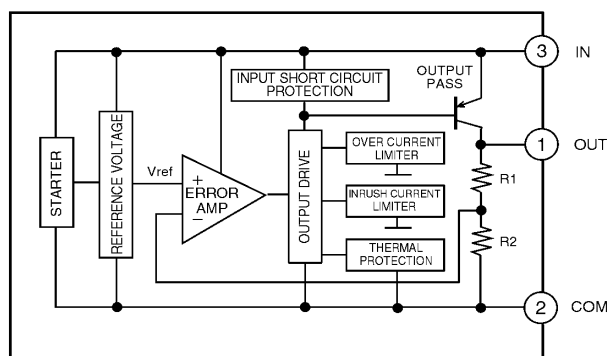 3
IN
OUTPUT
PASS
INPUT SHORT CIRCUIT
PROTECTION
1
OUT
STARTER
REFERENCE VOLTAGE
Vref
+
ERROR
AMP
−
OUTPUT DRIVE
OVER CURRENT
LIMITER
INRUSH CURRENT
LIMITER
THERMAL
PROTECTION
R1
R2
2
COM